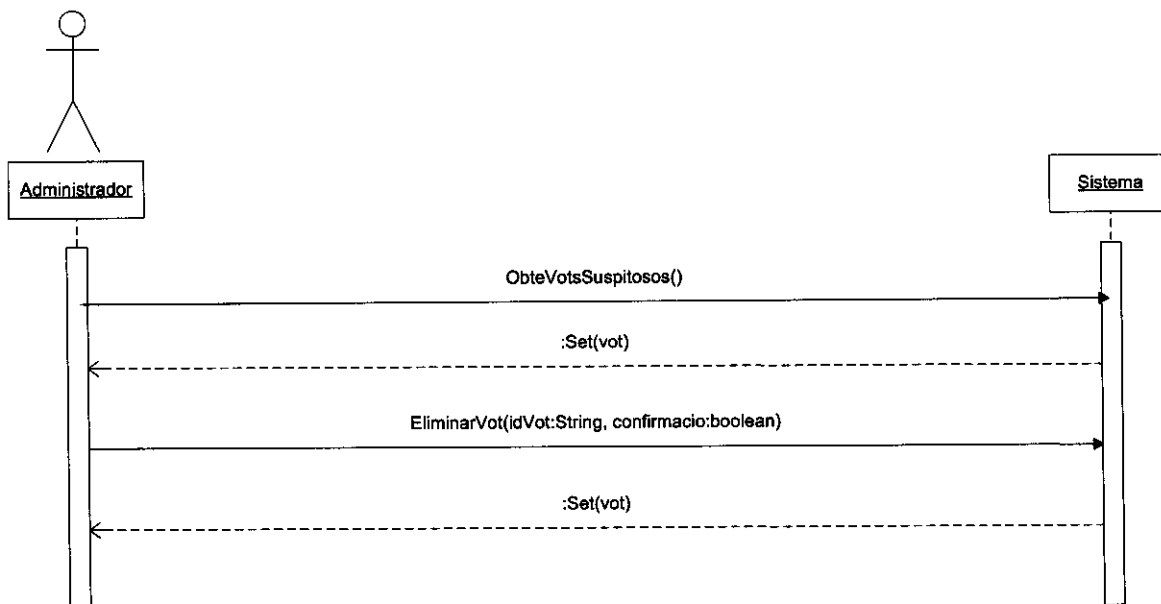 Administrador
Sistema
ObteVotsSuspitosos()
:Set(vot)
EliminarVot(idVot:String, confirmacio:boolean)
:Set(vot)